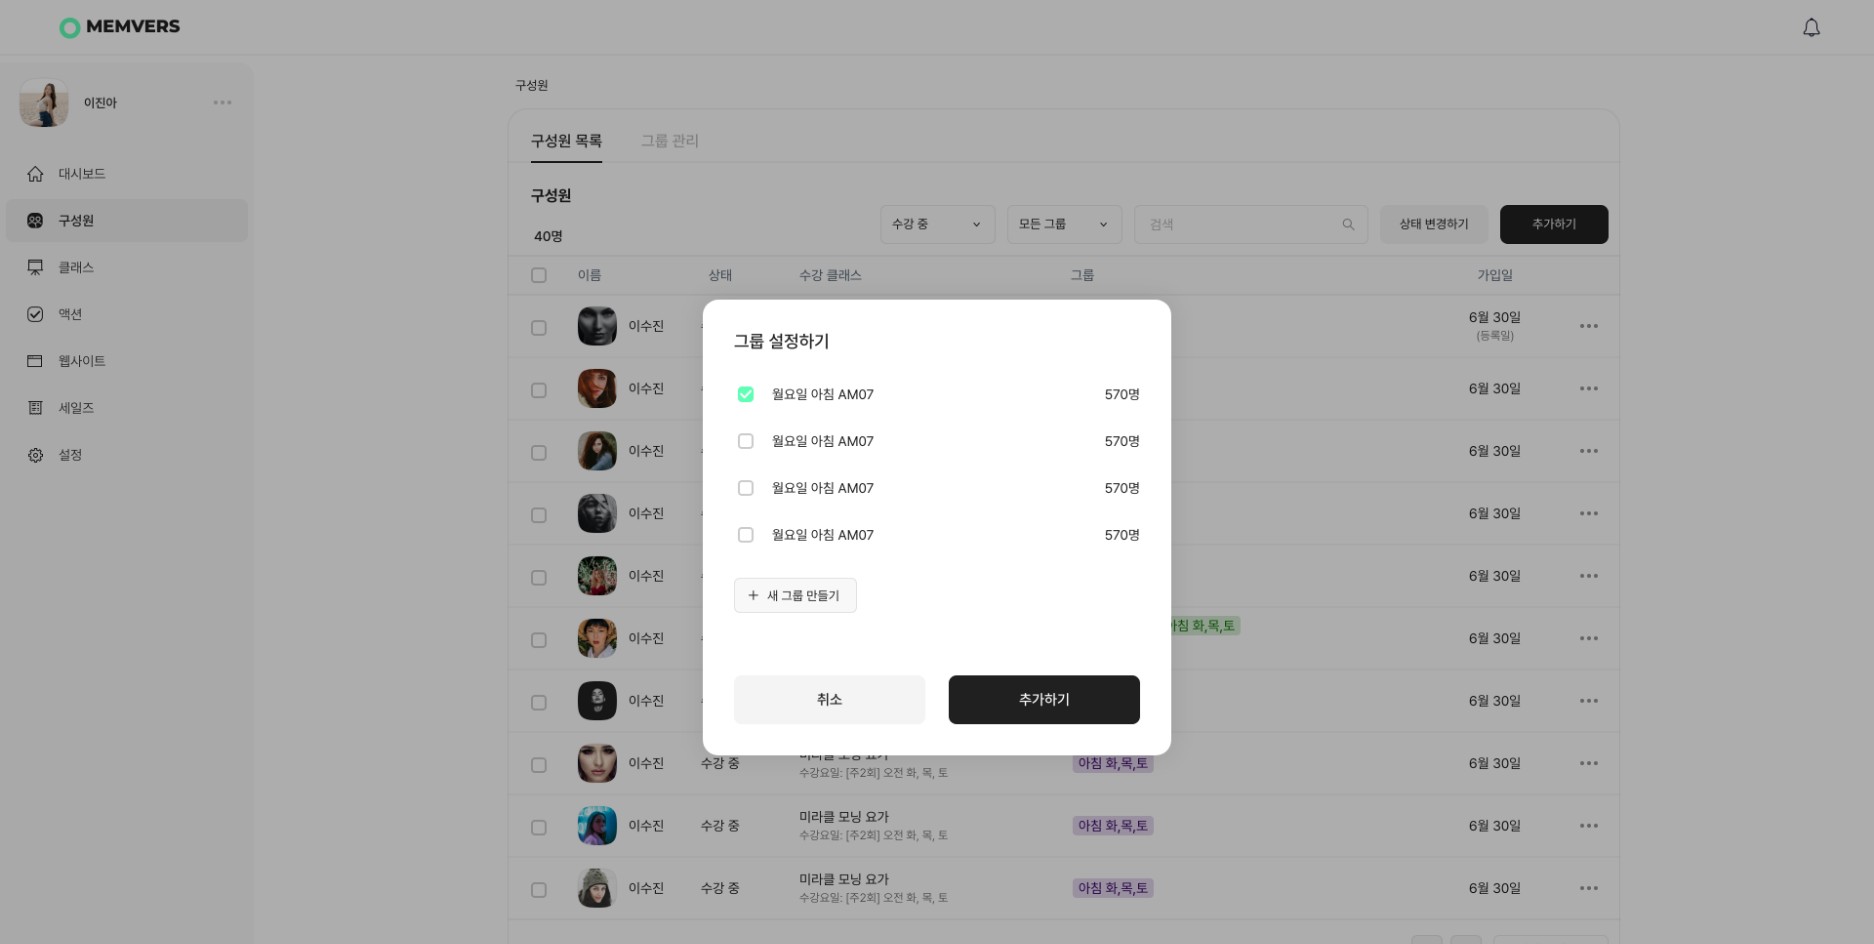 MEMVERS
이진아
대시보드
구성원
클래스
액션
웹사이트
세일즈
설정
구성원
구성원 목록 그룹 관리
구성원
40명
수강 중 모든 그룹 검색 상태 변경하기 추가하기
이름 상태 수강 클래스 그룹 가입일
이수진 6월 30일
(등록일)
이수진 6월 30일
이수진 6월 30일
이수진 6월 30일
이수진 6월 30일
이수진 아침 화,목,토 6월 30일
이수진 6월 30일
미라클 모닝 요가
이수진 수강 중 아침 화,목,토 6월 30일
수강요일: [주2회] 오전 화, 목, 토
미라클 모닝 요가
이수진 수강 중 아침 화,목,토 6월 30일
수강요일: [주2회] 오전 화, 목, 토
미라클 모닝 요가
이수진 수강 중 아침 화,목,토 6월 30일
수강요일: [주2회] 오전 화, 목, 토
그룹 설정하기
월요일 아침 AM07 570명
월요일 아침 AM07 570명
월요일 아침 AM07 570명
월요일 아침 AM07 570명
+ 새 그룹 만들기
취소 추가하기